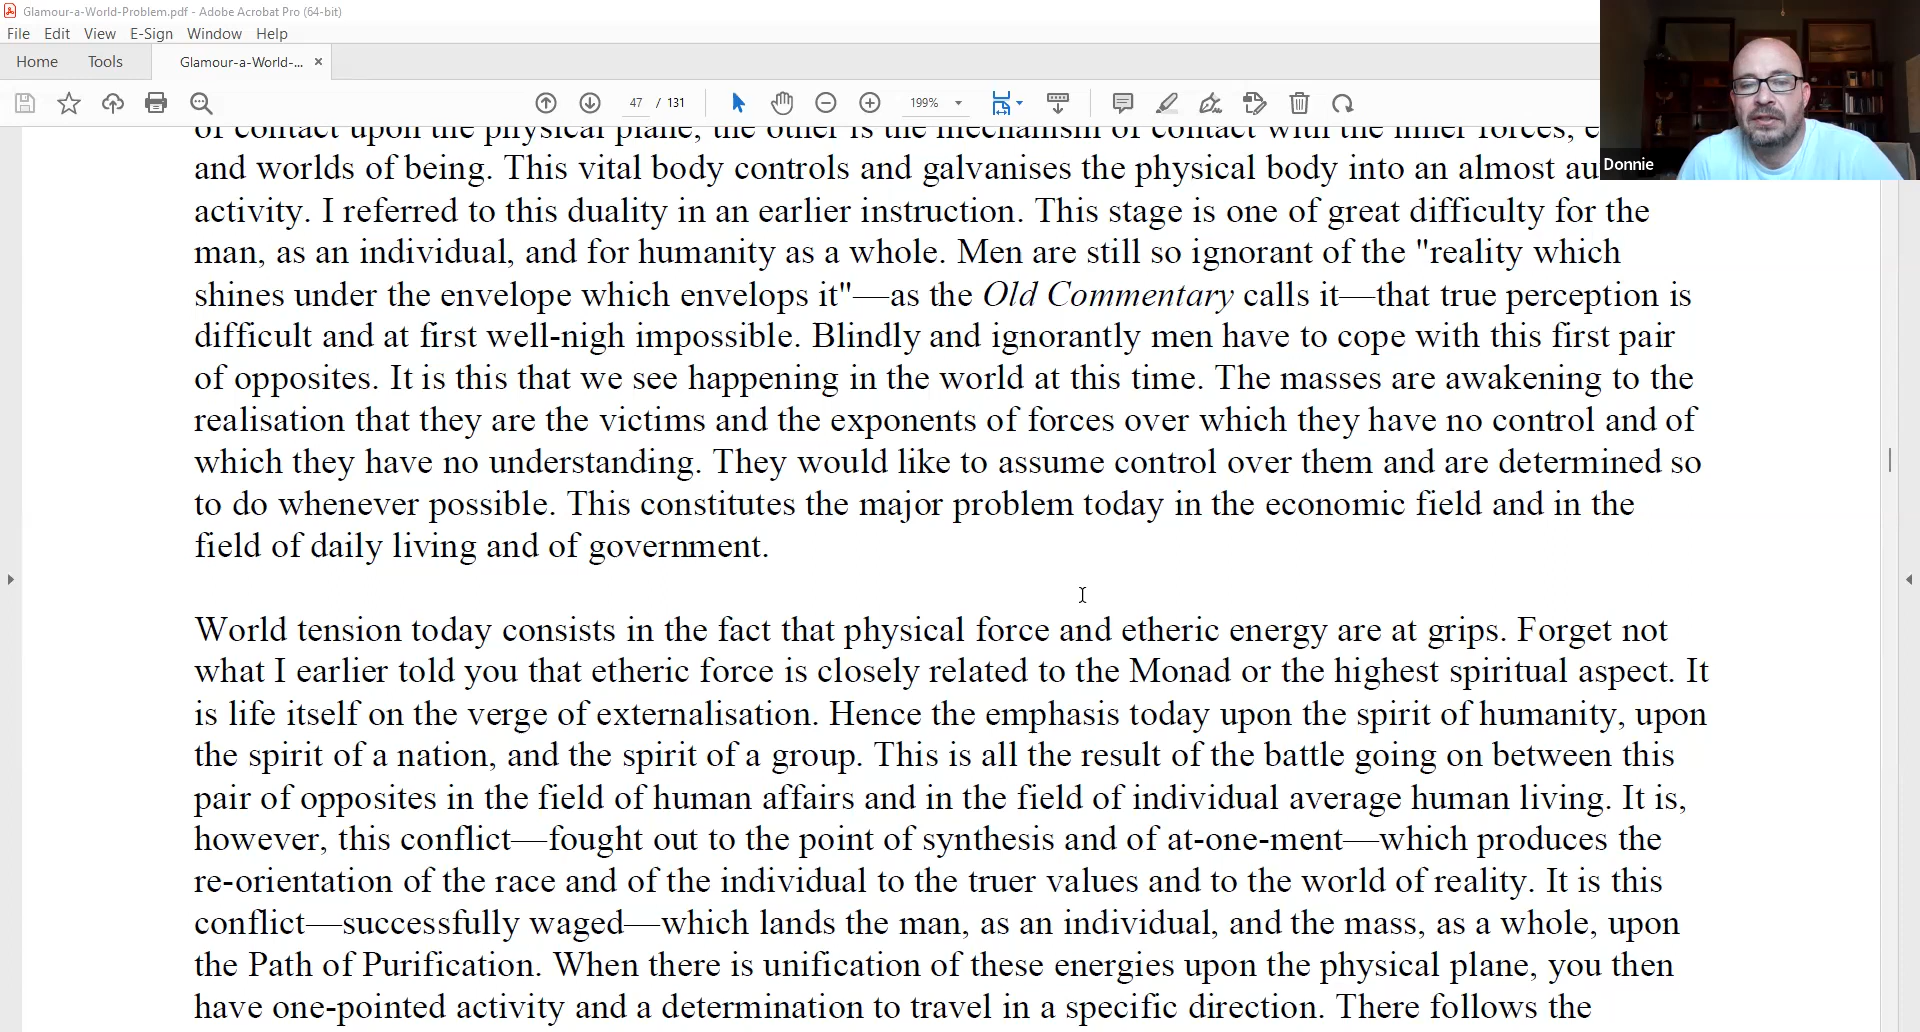 Glamour-a-World-Problem.pdf - Adobe Acrobat Pro (64-bit)
File Edit View E-Sign Window Help
Home Tools Glamour-a-World-... ×
47 / 131 199%
Donnie
of contact upon the physical plane, the other is the mechanism of contact with the inner forces, e
and worlds of being. This vital body controls and galvanises the physical body into an almost au
activity. I referred to this duality in an earlier instruction. This stage is one of great difficulty for the
man, as an individual, and for humanity as a whole. Men are still so ignorant of the "reality which
shines under the envelope which envelops it"—as the Old Commentary calls it—that true perception is
difficult and at first well-nigh impossible. Blindly and ignorantly men have to cope with this first pair
of opposites. It is this that we see happening in the world at this time. The masses are awakening to the
realisation that they are the victims and the exponents of forces over which they have no control and of
which they have no understanding. They would like to assume control over them and are determined so
to do whenever possible. This constitutes the major problem today in the economic field and in the
field of daily living and of government.
World tension today consists in the fact that physical force and etheric energy are at grips. Forget not
what I earlier told you that etheric force is closely related to the Monad or the highest spiritual aspect. It
is life itself on the verge of externalisation. Hence the emphasis today upon the spirit of humanity, upon
the spirit of a nation, and the spirit of a group. This is all the result of the battle going on between this
pair of opposites in the field of human affairs and in the field of individual average human living. It is,
however, this conflict—fought out to the point of synthesis and of at-one-ment—which produces the
re-orientation of the race and of the individual to the truer values and to the world of reality. It is this
conflict—successfully waged—which lands the man, as an individual, and the mass, as a whole, upon
the Path of Purification. When there is unification of these energies upon the physical plane, you then
have one-pointed activity and a determination to travel in a specific direction. There follows the